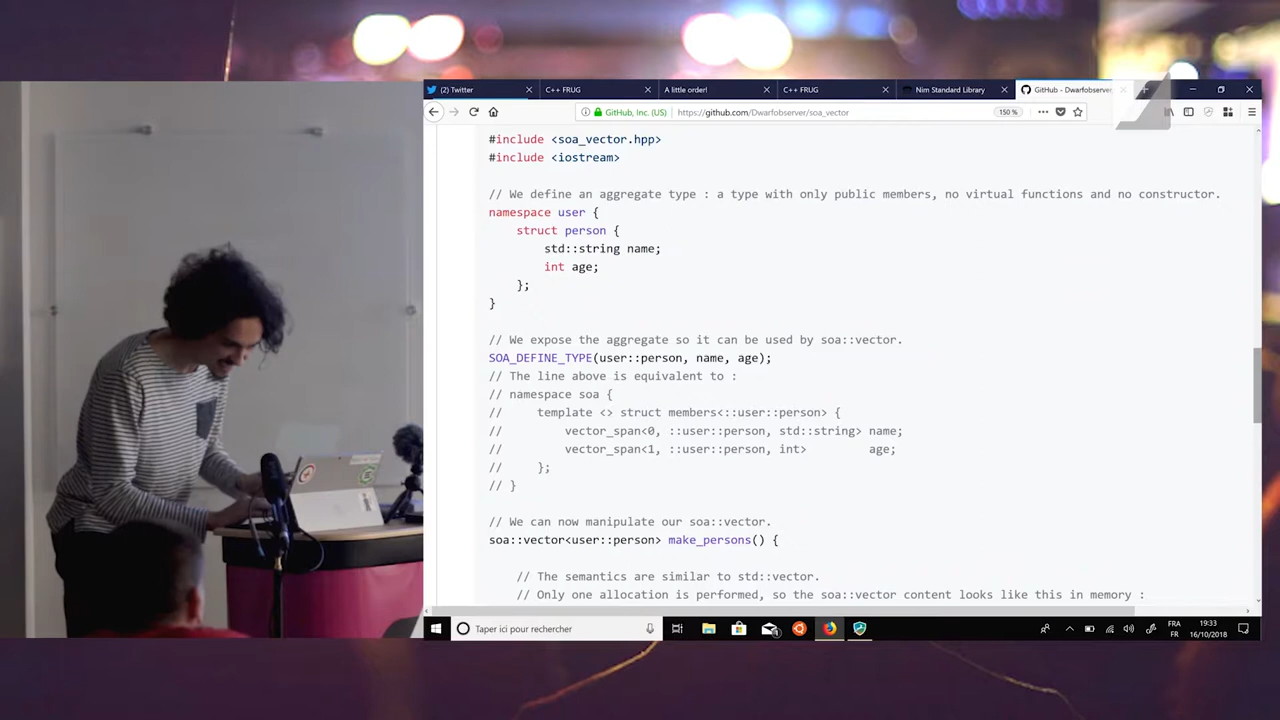 (2) Twitter
C++ FRUG
A little order!
C++ FRUG
Nim Standard Library
GitHub - Dwarfobserver
GitHub, Inc. (US)
https://github.com/Dwarfobserver/soa_vector
150 %
#include <soa_vector.hpp>
#include <iostream>
// We define an aggregate type : a type with only public members, no virtual functions and no constructor.
namespace user {
struct person {
std::string name;
int age;
};
}
// We expose the aggregate so it can be used by soa::vector.
SOA_DEFINE_TYPE(user::person, name, age);
// The line above is equivalent to :
// namespace soa {
//     template <> struct members<::user::person> {
//         vector_span<0, ::user::person, std::string> name;
//         vector_span<1, ::user::person, int>         age;
//     };
// }
// We can now manipulate our soa::vector.
soa::vector<user::person> make_persons() {
// The semantics are similar to std::vector.
// Only one allocation is performed, so the soa::vector content looks like this in memory :
Taper ici pour rechercher
FRA
FR
19:33
16/10/2018